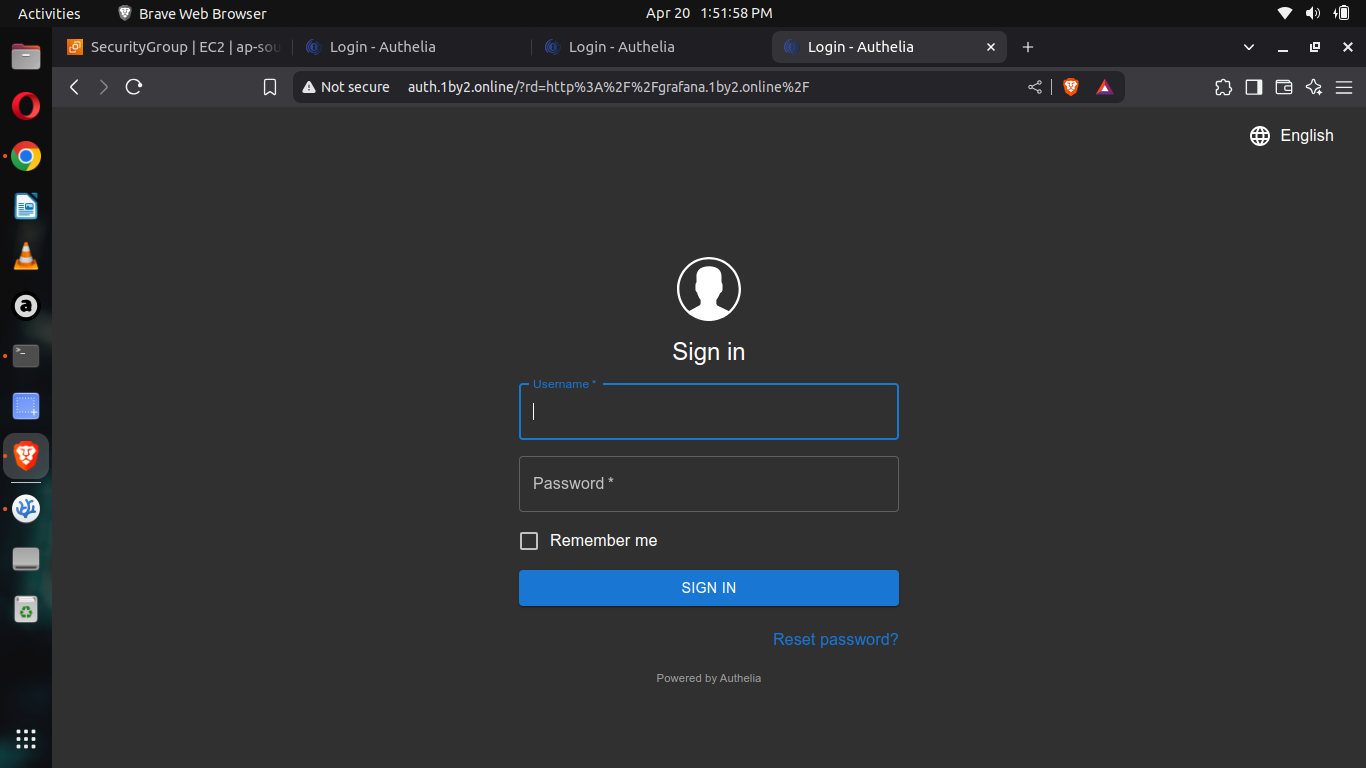 Activities
Brave Web Browser
Apr 20 1:51:58 PM
SecurityGroup | EC2 | ap-sou
Login - Authelia
Login - Authelia
Login - Authelia
Not secure
auth.1by2.online/?rd=http%3A%2F%2Fgrafana.1by2.online%2F
English
Sign in
Username *
Password *
Remember me
SIGN IN
Reset password?
Powered by Authelia